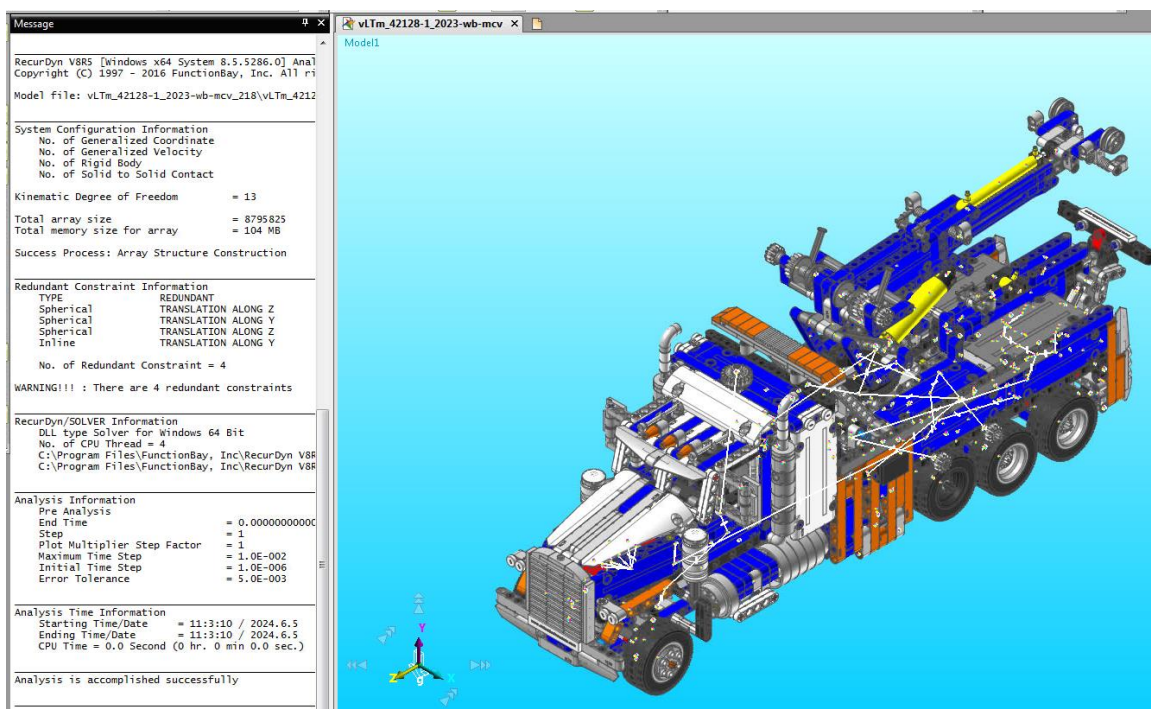 Message
RecurDyn V8R5 [Windows x64 System 8.5.5286.0] Anal
Copyright (C) 1997 - 2016 FunctionBay, Inc. All ri
Model file: vLTm_42128-1_2023-wb-mcv_218\vLTm_4212
System Configuration Information
No. of Generalized Coordinate
No. of Generalized Velocity
No. of Rigid Body
No. of Solid to Solid Contact
Kinematic Degree of Freedom = 13
Total array size = 8795825
Total memory size for array = 104 MB
Success Process: Array Structure Construction
Redundant Constraint Information
TYPE REDUNDANT
Spherical TRANSLATION ALONG Z
Spherical TRANSLATION ALONG Y
Spherical TRANSLATION ALONG Z
Inline TRANSLATION ALONG Y
No. of Redundant Constraint = 4
WARNING!!! : There are 4 redundant constraints
RecurDyn/SOLVER Information
DLL type Solver for Windows 64 Bit
No. of CPU Thread = 4
C:\Program Files\FunctionBay, Inc\RecurDyn V8R
C:\Program Files\FunctionBay, Inc\RecurDyn V8R
Analysis Information
Pre Analysis
End Time = 0.0000000000
Step = 1
Plot Multiplier Step Factor = 1
Maximum Time Step = 1.0E-002
Initial Time Step = 1.0E-006
Error Tolerance = 5.0E-003
Analysis Time Information
Starting Time/Date = 11:3:10 / 2024.6.5
Ending Time/Date = 11:3:10 / 2024.6.5
CPU Time = 0.0 Second (0 hr. 0 min 0.0 sec.)
Analysis is accomplished successfully
vLTm_42128-1_2023-wb-mcv
Model1
Y
Z
g
X